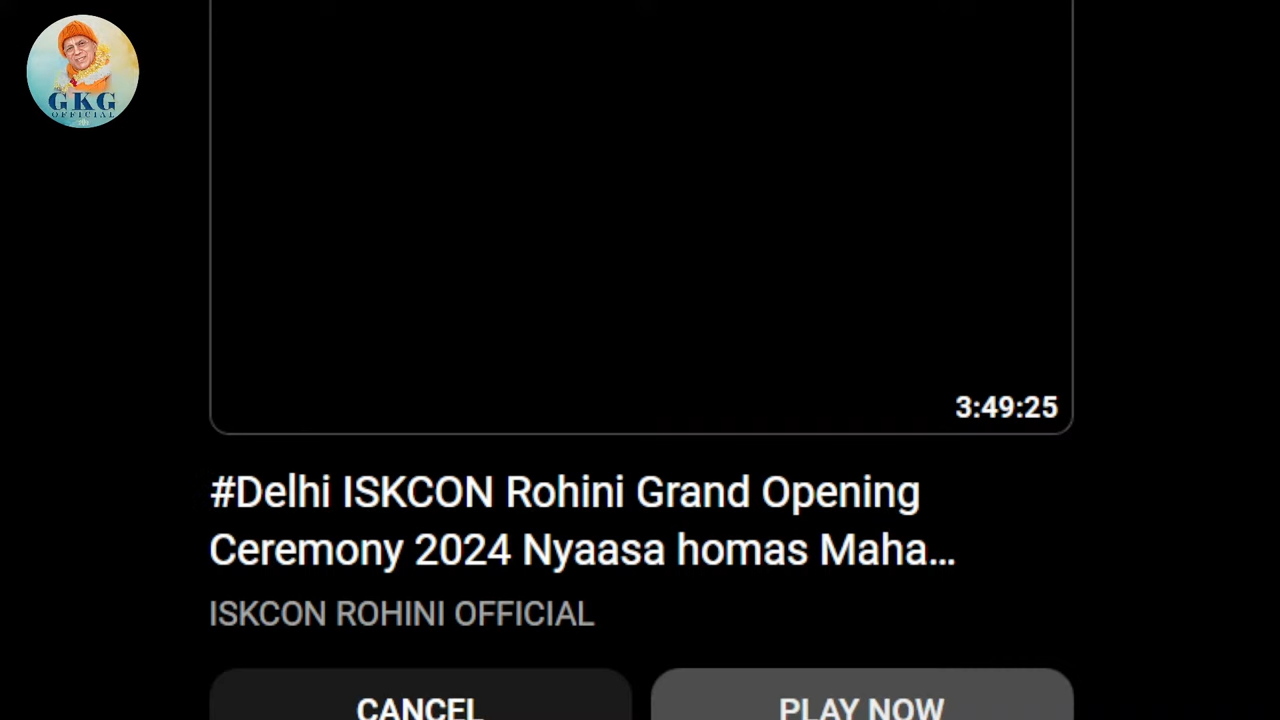 GKG
OFFICIAL
3:49:25
#Delhi ISKCON Rohini Grand Opening
Ceremony 2024 Nyaasa homas Maha...
ISKCON ROHINI OFFICIAL
CANCEL
PLAY NOW